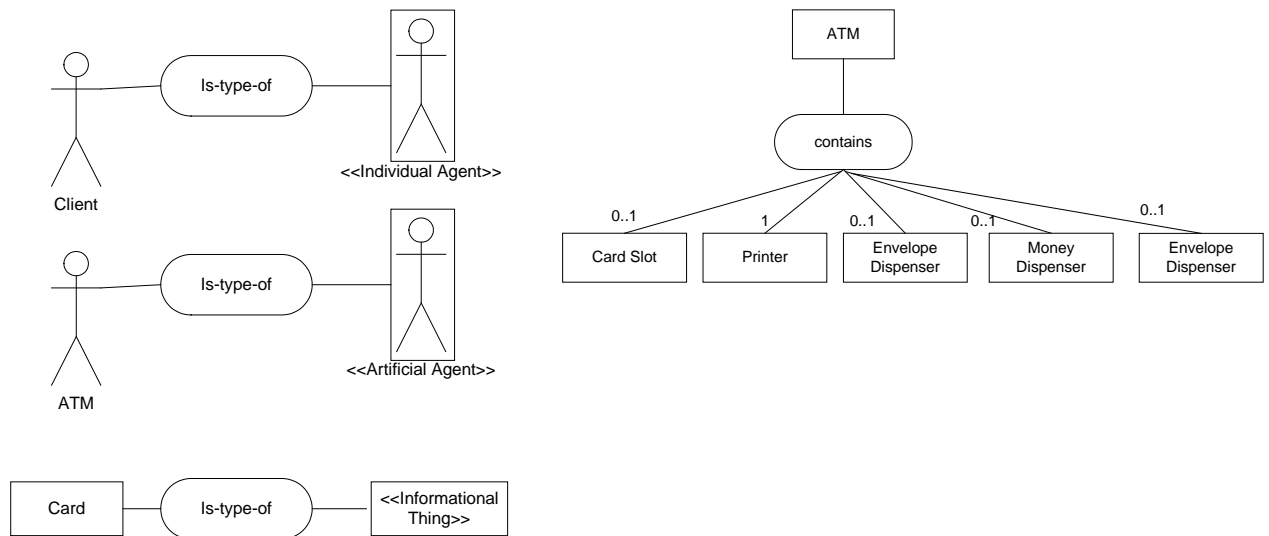 Is-type-of
<<Individual Agent>>
Client
Is-type-of
<<Artificial Agent>>
ATM
Card
Is-type-of
<<Informational
Thing>>
ATM
contains
0..1
1
0..1
0..1
0..1
Card Slot
Printer
Envelope
Dispenser
Money
Dispenser
Envelope
Dispenser